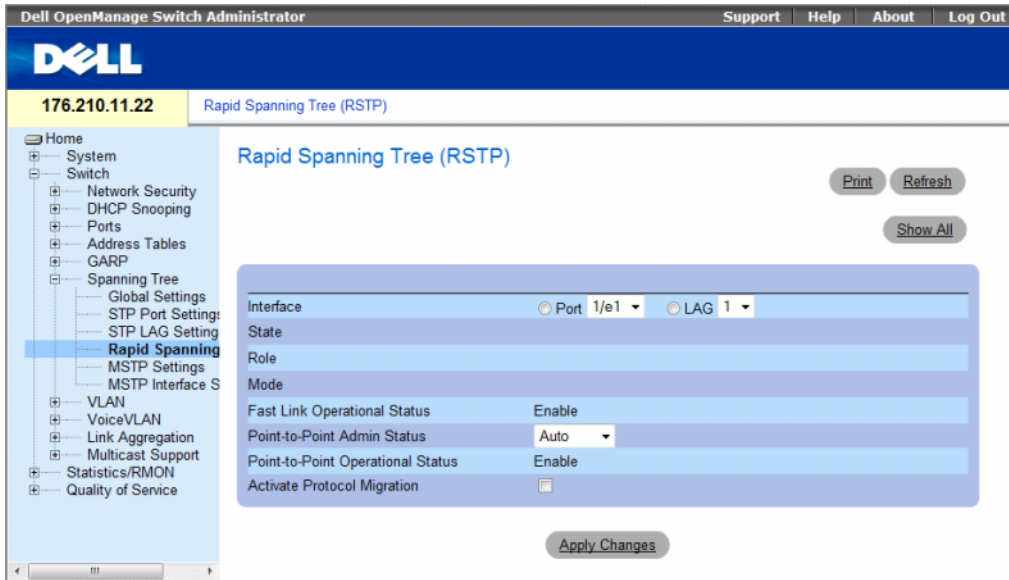 Dell OpenManage Switch Administrator
Support Help About Log Out
DELL
176.210.11.22
Rapid Spanning Tree (RSTP)
Home
System
Switch
Network Security
DHCP Snooping
Ports
Address Tables
GARP
Spanning Tree
Global Settings
STP Port Settings
STP LAG Setting
Rapid Spanning
MSTP Settings
MSTP Interface S
VLAN
VoiceVLAN
Link Aggregation
Multicast Support
Statistics/RMON
Quality of Service
Rapid Spanning Tree (RSTP)
Print Refresh
Show All
Interface Port 1/e1 LAG 1
State
Role
Mode
Fast Link Operational Status Enable
Point-to-Point Admin Status Auto
Point-to-Point Operational Status Enable
Activate Protocol Migration
Apply Changes